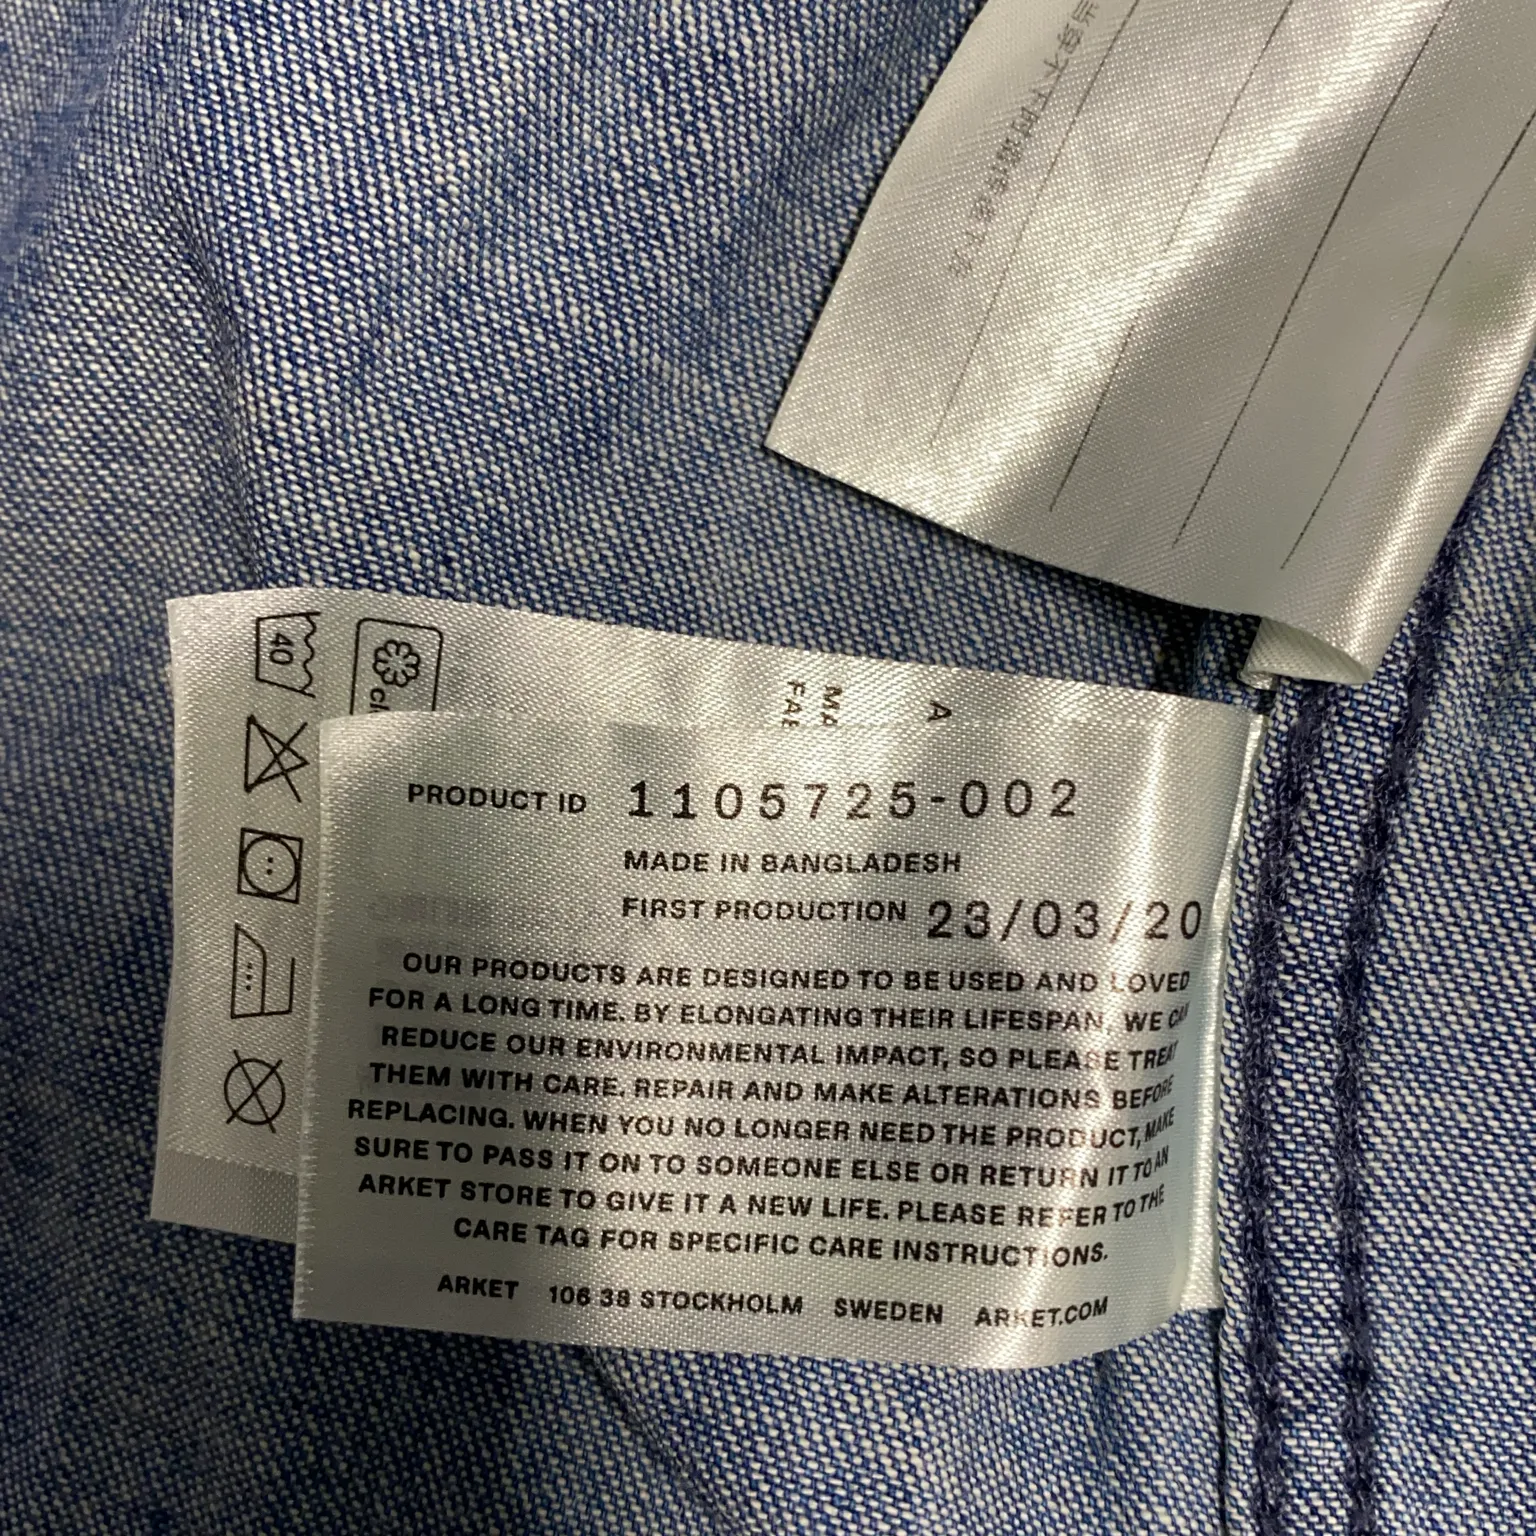 40
A
PRODUCT ID 1105725-002
MADE IN BANGLADESH
FIRST PRODUCTION 23/03/20
OUR PRODUCTS ARE DESIGNED TO BE USED AND LOVED
FOR A LONG TIME. BY ELONGATING THEIR LIFESPAN, WE CAN
REDUCE OUR ENVIRONMENTAL IMPACT, SO PLEASE TREAT
THEM WITH CARE. REPAIR AND MAKE ALTERATIONS BEFORE
REPLACING. WHEN YOU NO LONGER NEED THE PRODUCT, MAKE
SURE TO PASS IT ON TO SOMEONE ELSE OR RETURN IT TO AN
ARKET STORE TO GIVE IT A NEW LIFE. PLEASE REFER TO THE
CARE TAG FOR SPECIFIC CARE INSTRUCTIONS.
ARKET 106 38 STOCKHOLM SWEDEN ARKET.COM